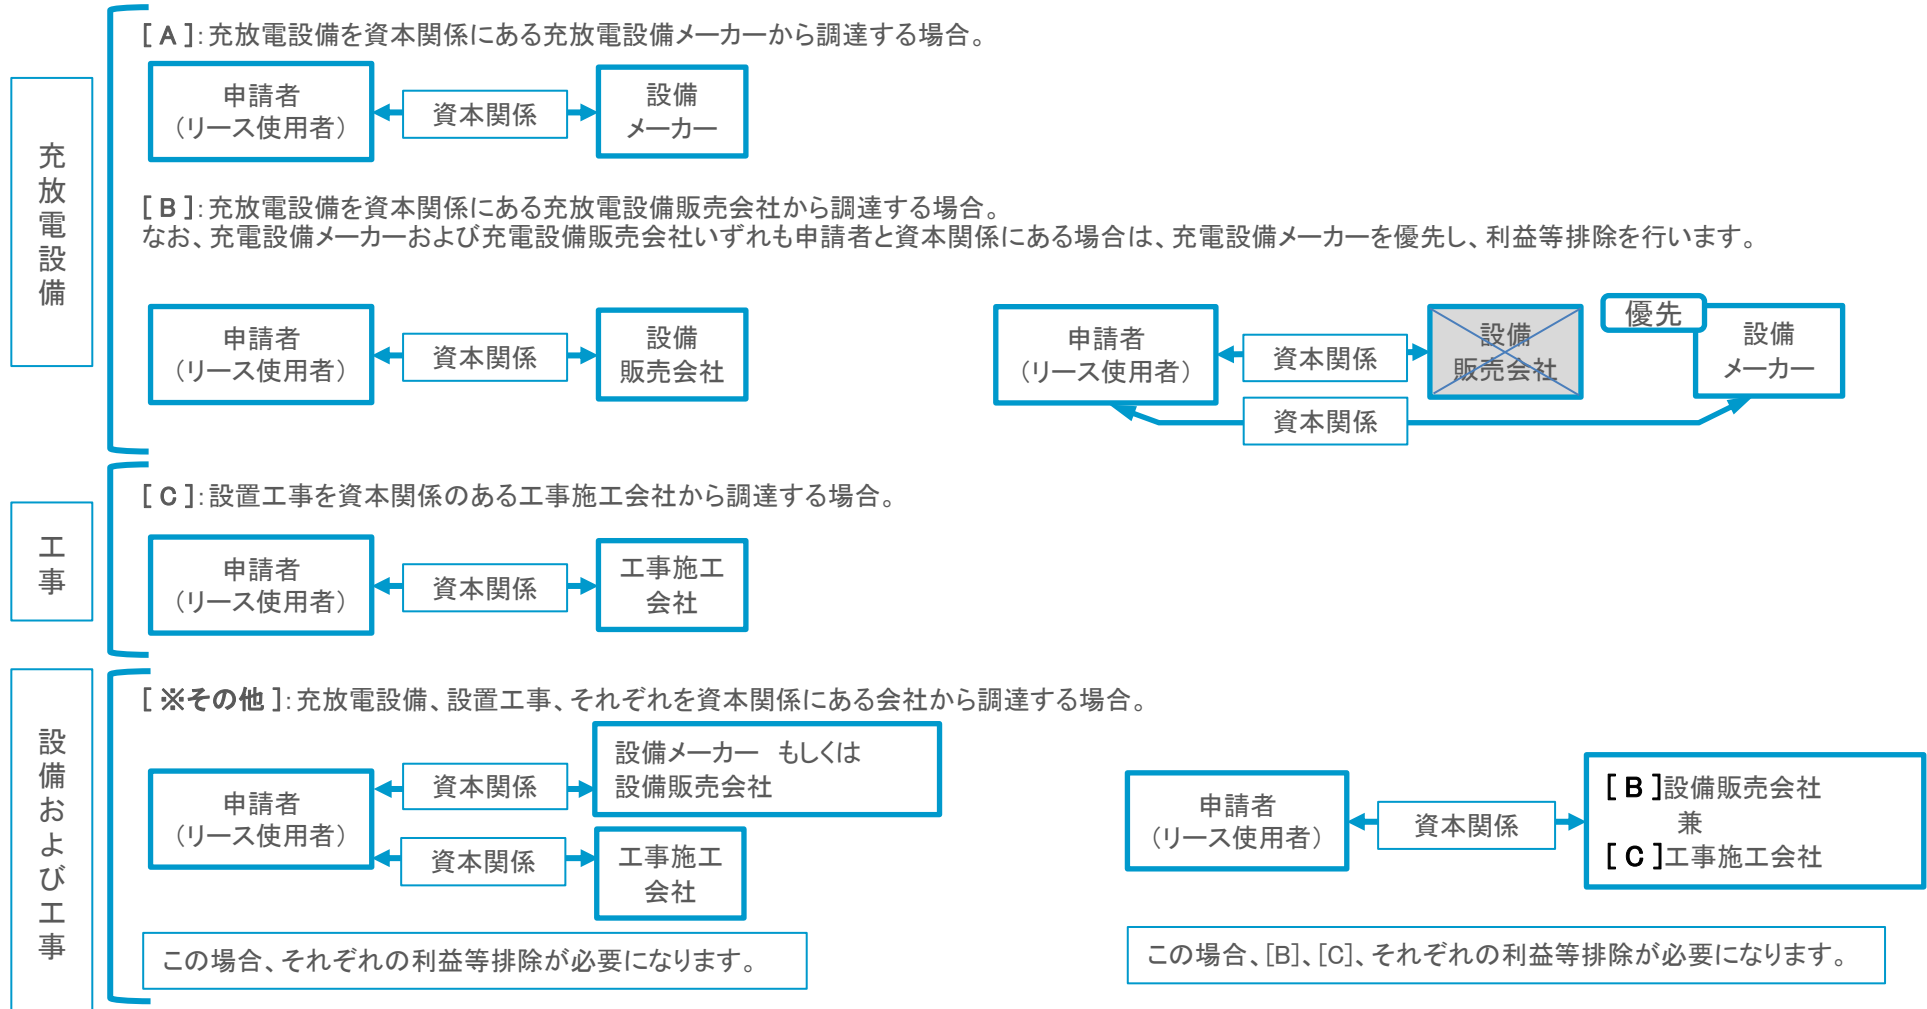 充放電設備
[ A ]：充放電設備を資本関係にある充放電設備メーカーから調達する場合。
申請者
（リース使用者）
資本関係
設備
メーカー
[ B ]：充放電設備を資本関係にある充放電設備販売会社から調達する場合。
なお、充電設備メーカーおよび充電設備販売会社いずれも申請者と資本関係にある場合は、充電設備メーカーを優先し、利益等排除を行います。
申請者
（リース使用者）
資本関係
設備
販売会社
申請者
（リース使用者）
資本関係
設備
販売会社
優先
設備
メーカー
資本関係
工事
[ C ]：設置工事を資本関係のある工事施工会社から調達する場合。
申請者
（リース使用者）
資本関係
工事施工
会社
設備および工事
[ ※その他 ]：充放電設備、設置工事、それぞれを資本関係にある会社から調達する場合。
申請者
（リース使用者）
資本関係
設備メーカー　もしくは
設備販売会社
資本関係
工事施工
会社
この場合、それぞれの利益等排除が必要になります。
申請者
（リース使用者）
資本関係
[ B ]設備販売会社
兼
[ C ]工事施工会社
この場合、[B]、[C]、それぞれの利益等排除が必要になります。